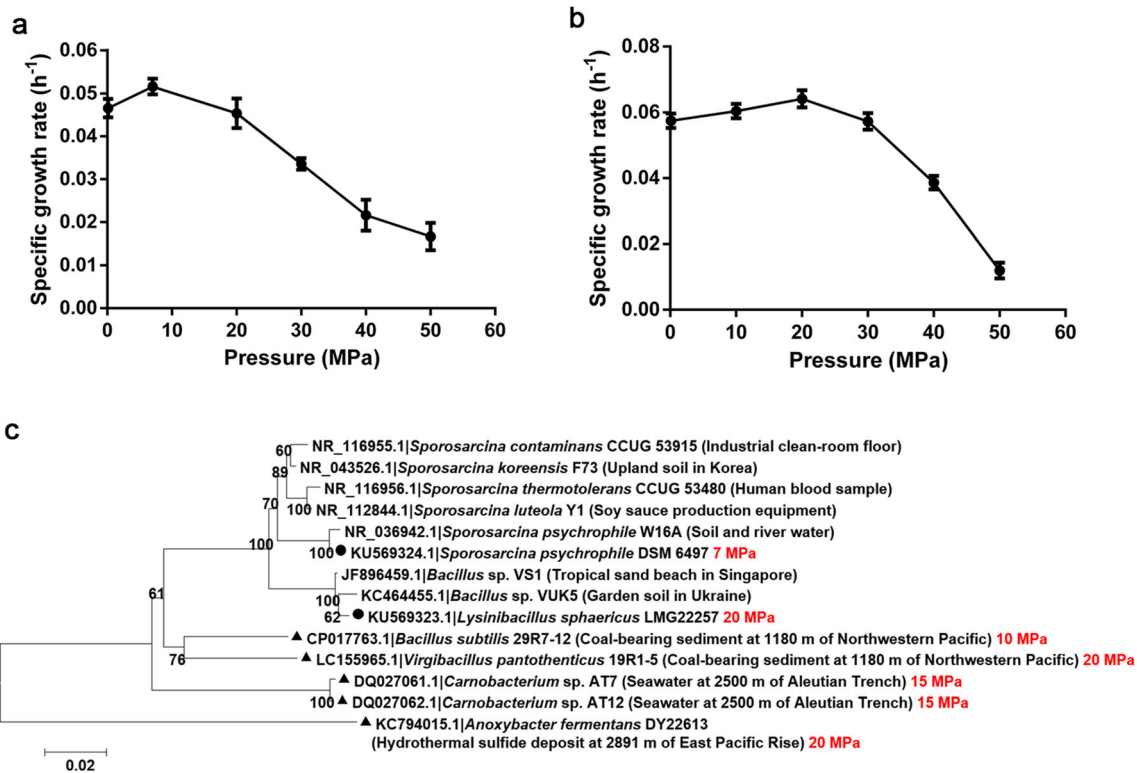 a
Specific growth rate (h-1)
0.06
0.05
0.04
0.03
0.02
0.01
0.00
0 10 20 30 40 50 60
Pressure (MPa)
b
Specific growth rate (h-1)
0.08
0.06
0.04
0.02
0.00
0 10 20 30 40 50 60
Pressure (MPa)
c
60
NR_116955.1|Sporosarcina contaminans CCUG 53915 (Industrial clean-room floor)
89
NR_043526.1|Sporosarcina koreensis F73 (Upland soil in Korea)
NR_116956.1|Sporosarcina thermotolerans CCUG 53480 (Human blood sample)
70
100
NR_112844.1|Sporosarcina luteola Y1 (Soy sauce production equipment)
NR_036942.1|Sporosarcina psychrophile W16A (Soil and river water)
100
100
KU569324.1|Sporosarcina psychrophile DSM 6497 7 MPa
JF896459.1|Bacillus sp. VS1 (Tropical sand beach in Singapore)
61
100
KC464455.1|Bacillus sp. VUK5 (Garden soil in Ukraine)
62
KU569323.1|Lysinibacillus sphaericus LMG22257 20 MPa
CP017763.1|Bacillus subtilis 29R7-12 (Coal-bearing sediment at 1180 m of Northwestern Pacific) 10 MPa
76
LC155965.1|Virgibacillus pantothenticus 19R1-5 (Coal-bearing sediment at 1180 m of Northwestern Pacific) 20 MPa
DQ027061.1|Carnobacterium sp. AT7 (Seawater at 2500 m of Aleutian Trench) 15 MPa
100
DQ027062.1|Carnobacterium sp. AT12 (Seawater at 2500 m of Aleutian Trench) 15 MPa
KC794015.1|Anoxybacter fermentans DY22613
(Hydrothermal sulfide deposit at 2891 m of East Pacific Rise) 20 MPa
0.02